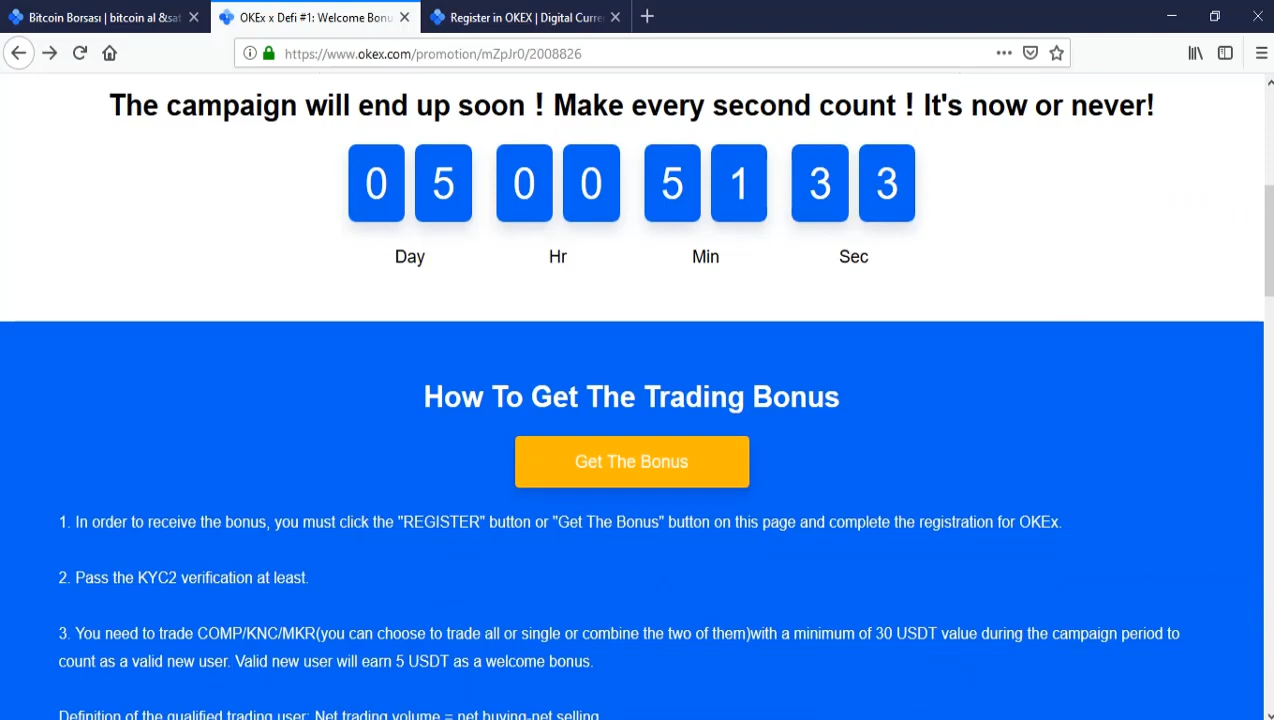 Bitcoin Borsası | bitcoin al &sat
OKEx x Defi #1: Welcome Bonu
Register in OKEX | Digital Curre
https://www.okex.com/promotion/mZpJr0/2008826
The campaign will end up soon ! Make every second count ! It's now or never!
0 5 0 0 5 1 3 3
Day Hr Min Sec
How To Get The Trading Bonus
Get The Bonus
1. In order to receive the bonus, you must click the "REGISTER" button or "Get The Bonus" button on this page and complete the registration for OKEx.
2. Pass the KYC2 verification at least.
3. You need to trade COMP/KNC/MKR(you can choose to trade all or single or combine the two of them)with a minimum of 30 USDT value during the campaign period to
count as a valid new user. Valid new user will earn 5 USDT as a welcome bonus.
Definition of the qualified trading user: Net trading volume = net buying-net selling